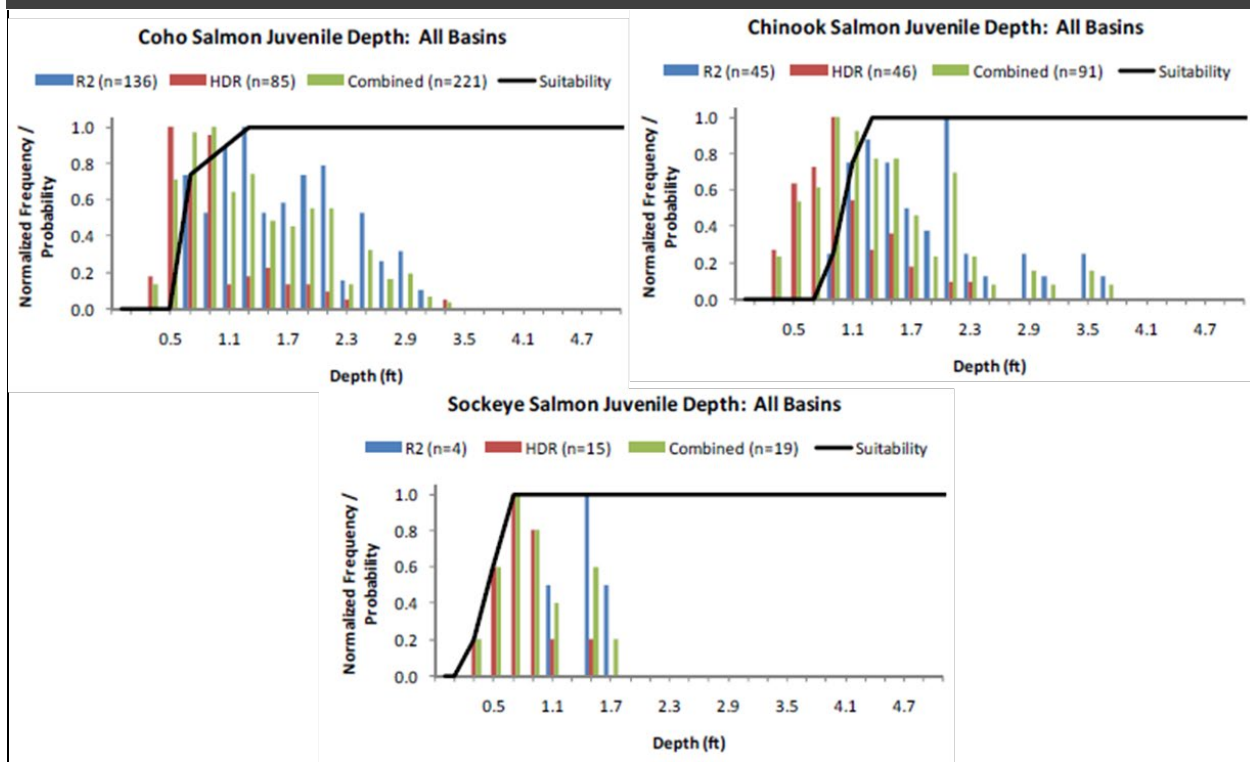 Coho Salmon Juvenile Depth: All Basins
R2 (n=136) HDR (n=85) Combined (n=221) Suitability
Normalized Frequency /
Probability
1.0
0.8
0.6
0.4
0.2
0.0
0.5 1.1 1.7 2.3 2.9 3.5 4.1 4.7
Depth (ft)
Chinook Salmon Juvenile Depth: All Basins
R2 (n=45) HDR (n=46) Combined (n=91) Suitability
Normalized Frequency /
Probability
1.0
0.8
0.6
0.4
0.2
0.0
0.5 1.1 1.7 2.3 2.9 3.5 4.1 4.7
Depth (ft)
Sockeye Salmon Juvenile Depth: All Basins
R2 (n=4) HDR (n=15) Combined (n=19) Suitability
Normalized Frequency /
Probability
1.0
0.8
0.6
0.4
0.2
0.0
0.5 1.1 1.7 2.3 2.9 3.5 4.1 4.7
Depth (ft)